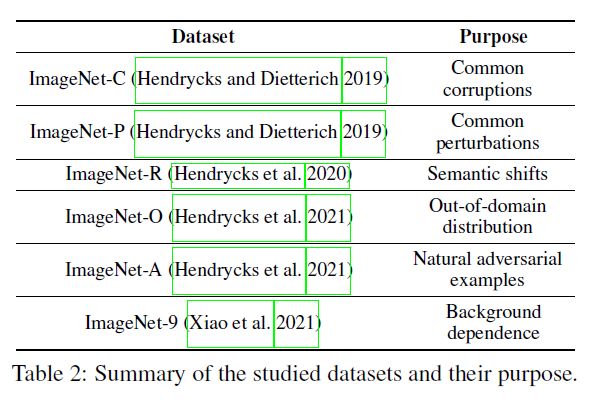 Dataset Purpose
ImageNet-C (Hendrycks and Dietterich 2019) Common
corruptions
ImageNet-P (Hendrycks and Dietterich 2019) Common
perturbations
ImageNet-R (Hendrycks et al. 2020) Semantic shifts
ImageNet-O (Hendrycks et al. 2021) Out-of-domain
distribution
ImageNet-A (Hendrycks et al. 2021) Natural adversarial
examples
ImageNet-9 (Xiao et al. 2021) Background
dependence
Table 2: Summary of the studied datasets and their purpose.